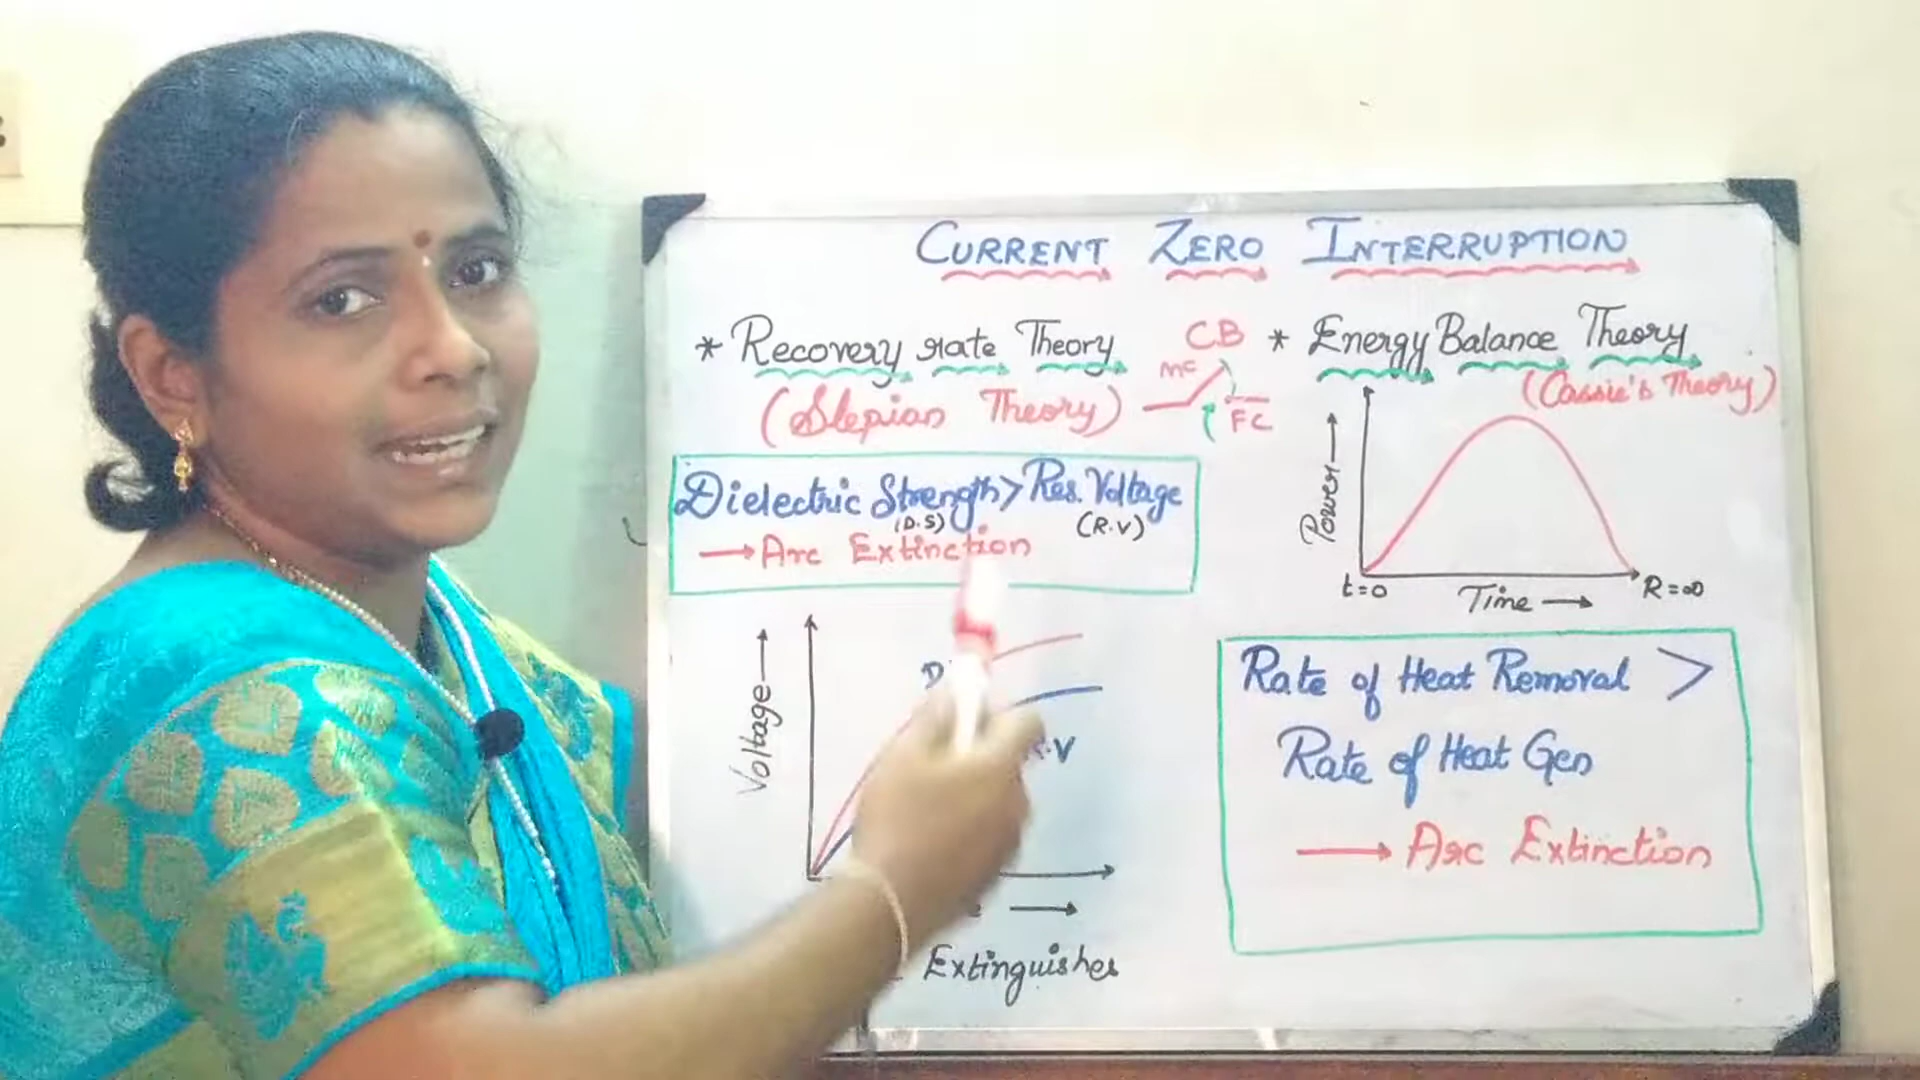 CURRENT ZERO INTERRUPTION
* Recovery rate Theory
(Slepian Theory)
CB
MC
FC
Dielectric Strength > Res. Voltage
(D.S)
(R.V)
→ Arc Extinction
Voltage →
D
R.V
→
Extinguishes
* Energy Balance Theory
(Cassie's Theory)
Power →
t=0
Time →
R=∞
Rate of Heat Removal >
Rate of Heat Gen
→ Arc Extinction